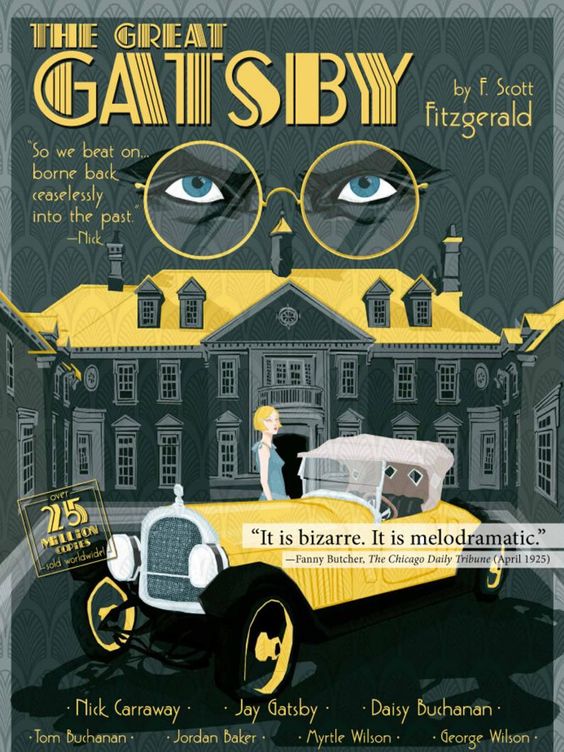 THE GREAT
GATSBY
by F. Scott
Fitzgerald
"So we beat on...
borne back
ceaselessly
into the past."
—Nick
over
25
MILLION
COPIES
sold worldwide!
“It is bizarre. It is melodramatic.”
—Fanny Butcher, The Chicago Daily Tribune (April 1925)
· Nick Carraway · Jay Gatsby · Daisy Buchanan ·
· Tom Buchanan · Jordan Baker · Myrtle Wilson · George Wilson ·